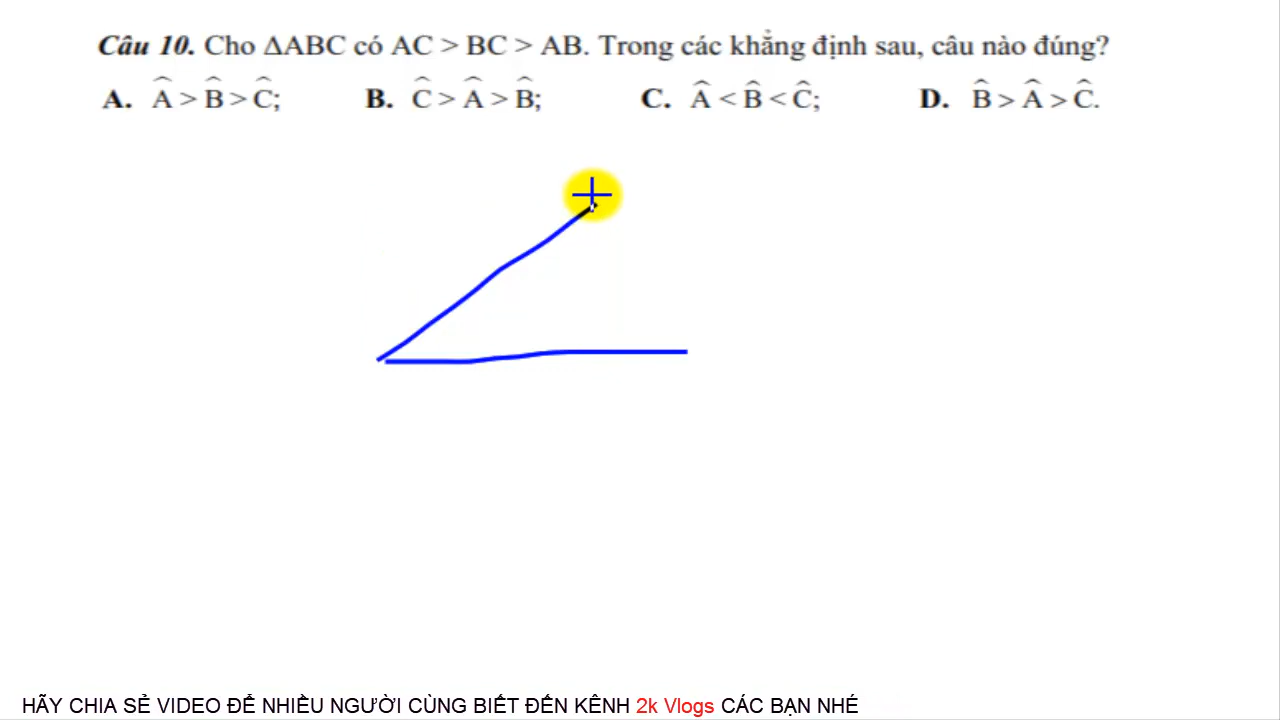 Câu 10. Cho ΔABC có AC > BC > AB. Trong các khẳng định sau, câu nào đúng?
A. Â > B̂ > Ĉ; B. Ĉ > Â > B̂; C. Â < B̂ < Ĉ; D. B̂ > Â > Ĉ.
HÃY CHIA SẺ VIDEO ĐỂ NHIỀU NGƯỜI CÙNG BIẾT ĐẾN KÊNH 2k Vlogs CÁC BẠN NHÉ